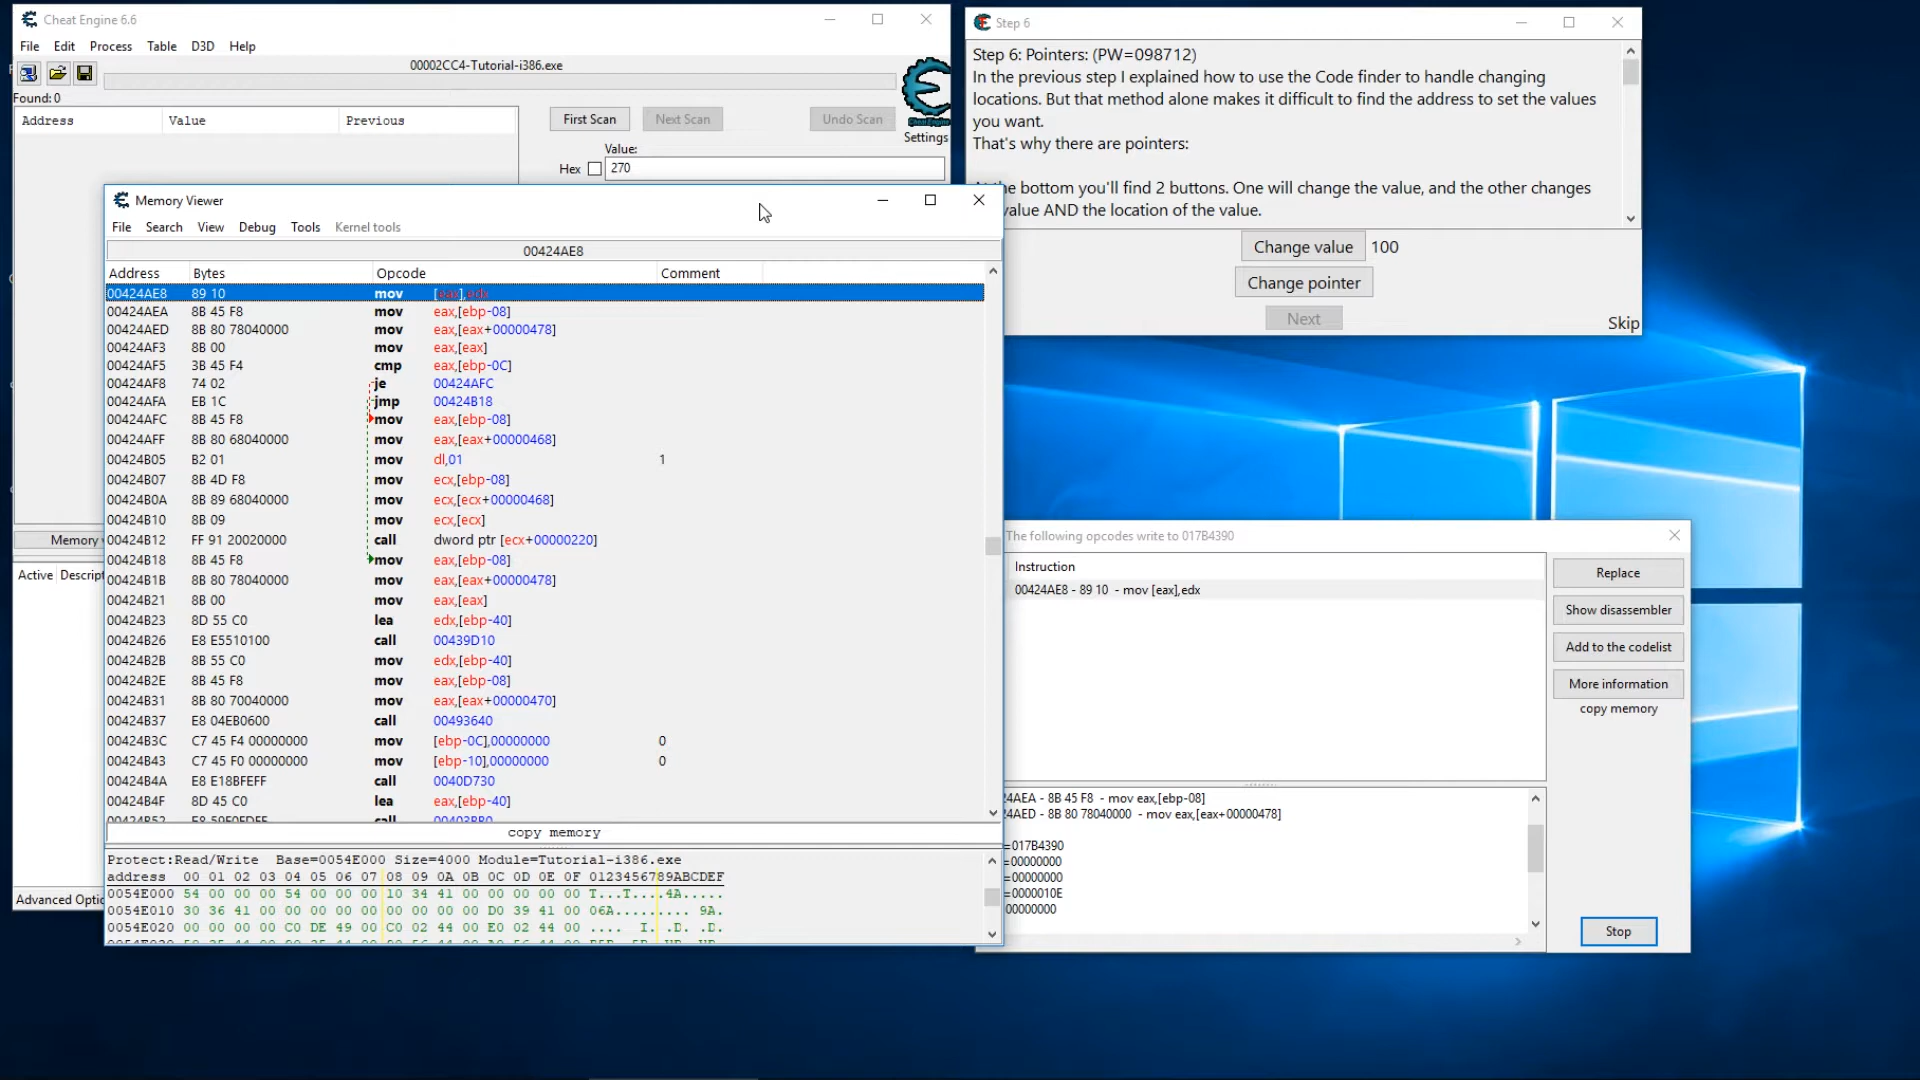 Cheat Engine 6.6
File Edit Process Table D3D Help
00002CC4-Tutorial-i386.exe
Found: 0
Address Value Previous
First Scan Next Scan Undo Scan
Settings
Value:
Hex 270
Memory
Active Descript
Advanced Optio
Step 6
Step 6: Pointers: (PW=098712)
In the previous step I explained how to use the Code finder to handle changing
locations. But that method alone makes it difficult to find the address to set the values
you want.
That's why there are pointers:
the bottom you'll find 2 buttons. One will change the value, and the other changes
value AND the location of the value.
Change value 100
Change pointer
Next
Skip
Memory Viewer
File Search View Debug Tools Kernel tools
00424AE8
Address Bytes Opcode Comment
00424AE8 89 10 mov [eax],edx
00424AEA 8B 45 F8 mov eax,[ebp-08]
00424AED 8B 80 78040000 mov eax,[eax+00000478]
00424AF3 8B 00 mov eax,[eax]
00424AF5 3B 45 F4 cmp eax,[ebp-0C]
00424AF8 74 02 je 00424AFC
00424AFA EB 1C jmp 00424B18
00424AFC 8B 45 F8 mov eax,[ebp-08]
00424AFF 8B 80 68040000 mov eax,[eax+00000468]
00424B05 B2 01 mov dl,01 1
00424B07 8B 4D F8 mov ecx,[ebp-08]
00424B0A 8B 89 68040000 mov ecx,[ecx+00000468]
00424B10 8B 09 mov ecx,[ecx]
00424B12 FF 91 20020000 call dword ptr [ecx+00000220]
00424B18 8B 45 F8 mov eax,[ebp-08]
00424B1B 8B 80 78040000 mov eax,[eax+00000478]
00424B21 8B 00 mov eax,[eax]
00424B23 8D 55 C0 lea edx,[ebp-40]
00424B26 E8 E5510100 call 00439D10
00424B2B 8B 55 C0 mov edx,[ebp-40]
00424B2E 8B 45 F8 mov eax,[ebp-08]
00424B31 8B 80 70040000 mov eax,[eax+00000470]
00424B37 E8 04EB0600 call 00493640
00424B3C C7 45 F4 00000000 mov [ebp-0C],00000000 0
00424B43 C7 45 F0 00000000 mov [ebp-10],00000000 0
00424B4A E8 E18BFEFF call 0040D730
00424B4F 8D 45 C0 lea eax,[ebp-40]
copy memory
Protect:Read/Write Base=0054E000 Size=4000 Module=Tutorial-i386.exe
address 00 01 02 03 04 05 06 07 08 09 0A 0B 0C 0D 0E 0F 0123456789ABCDEF
0054E000 54 00 00 00 54 00 00 00 10 34 41 00 00 00 00 00 T...T....4A.....
0054E010 30 36 41 00 00 00 00 00 00 00 00 00 D0 39 41 00 06A......... 9A.
0054E020 00 00 00 00 C0 DE 49 00 C0 02 44 00 E0 02 44 00 .... I. .D. .D.
The following opcodes write to 017B4390
Instruction
00424AE8 - 89 10 - mov [eax],edx
Replace
Show disassembler
Add to the codelist
More information
copy memory
4AEA - 8B 45 F8 - mov eax,[ebp-08]
4AED - 8B 80 78040000 - mov eax,[eax+00000478]
=017B4390
=00000000
=00000000
=0000010E
00000000
Stop